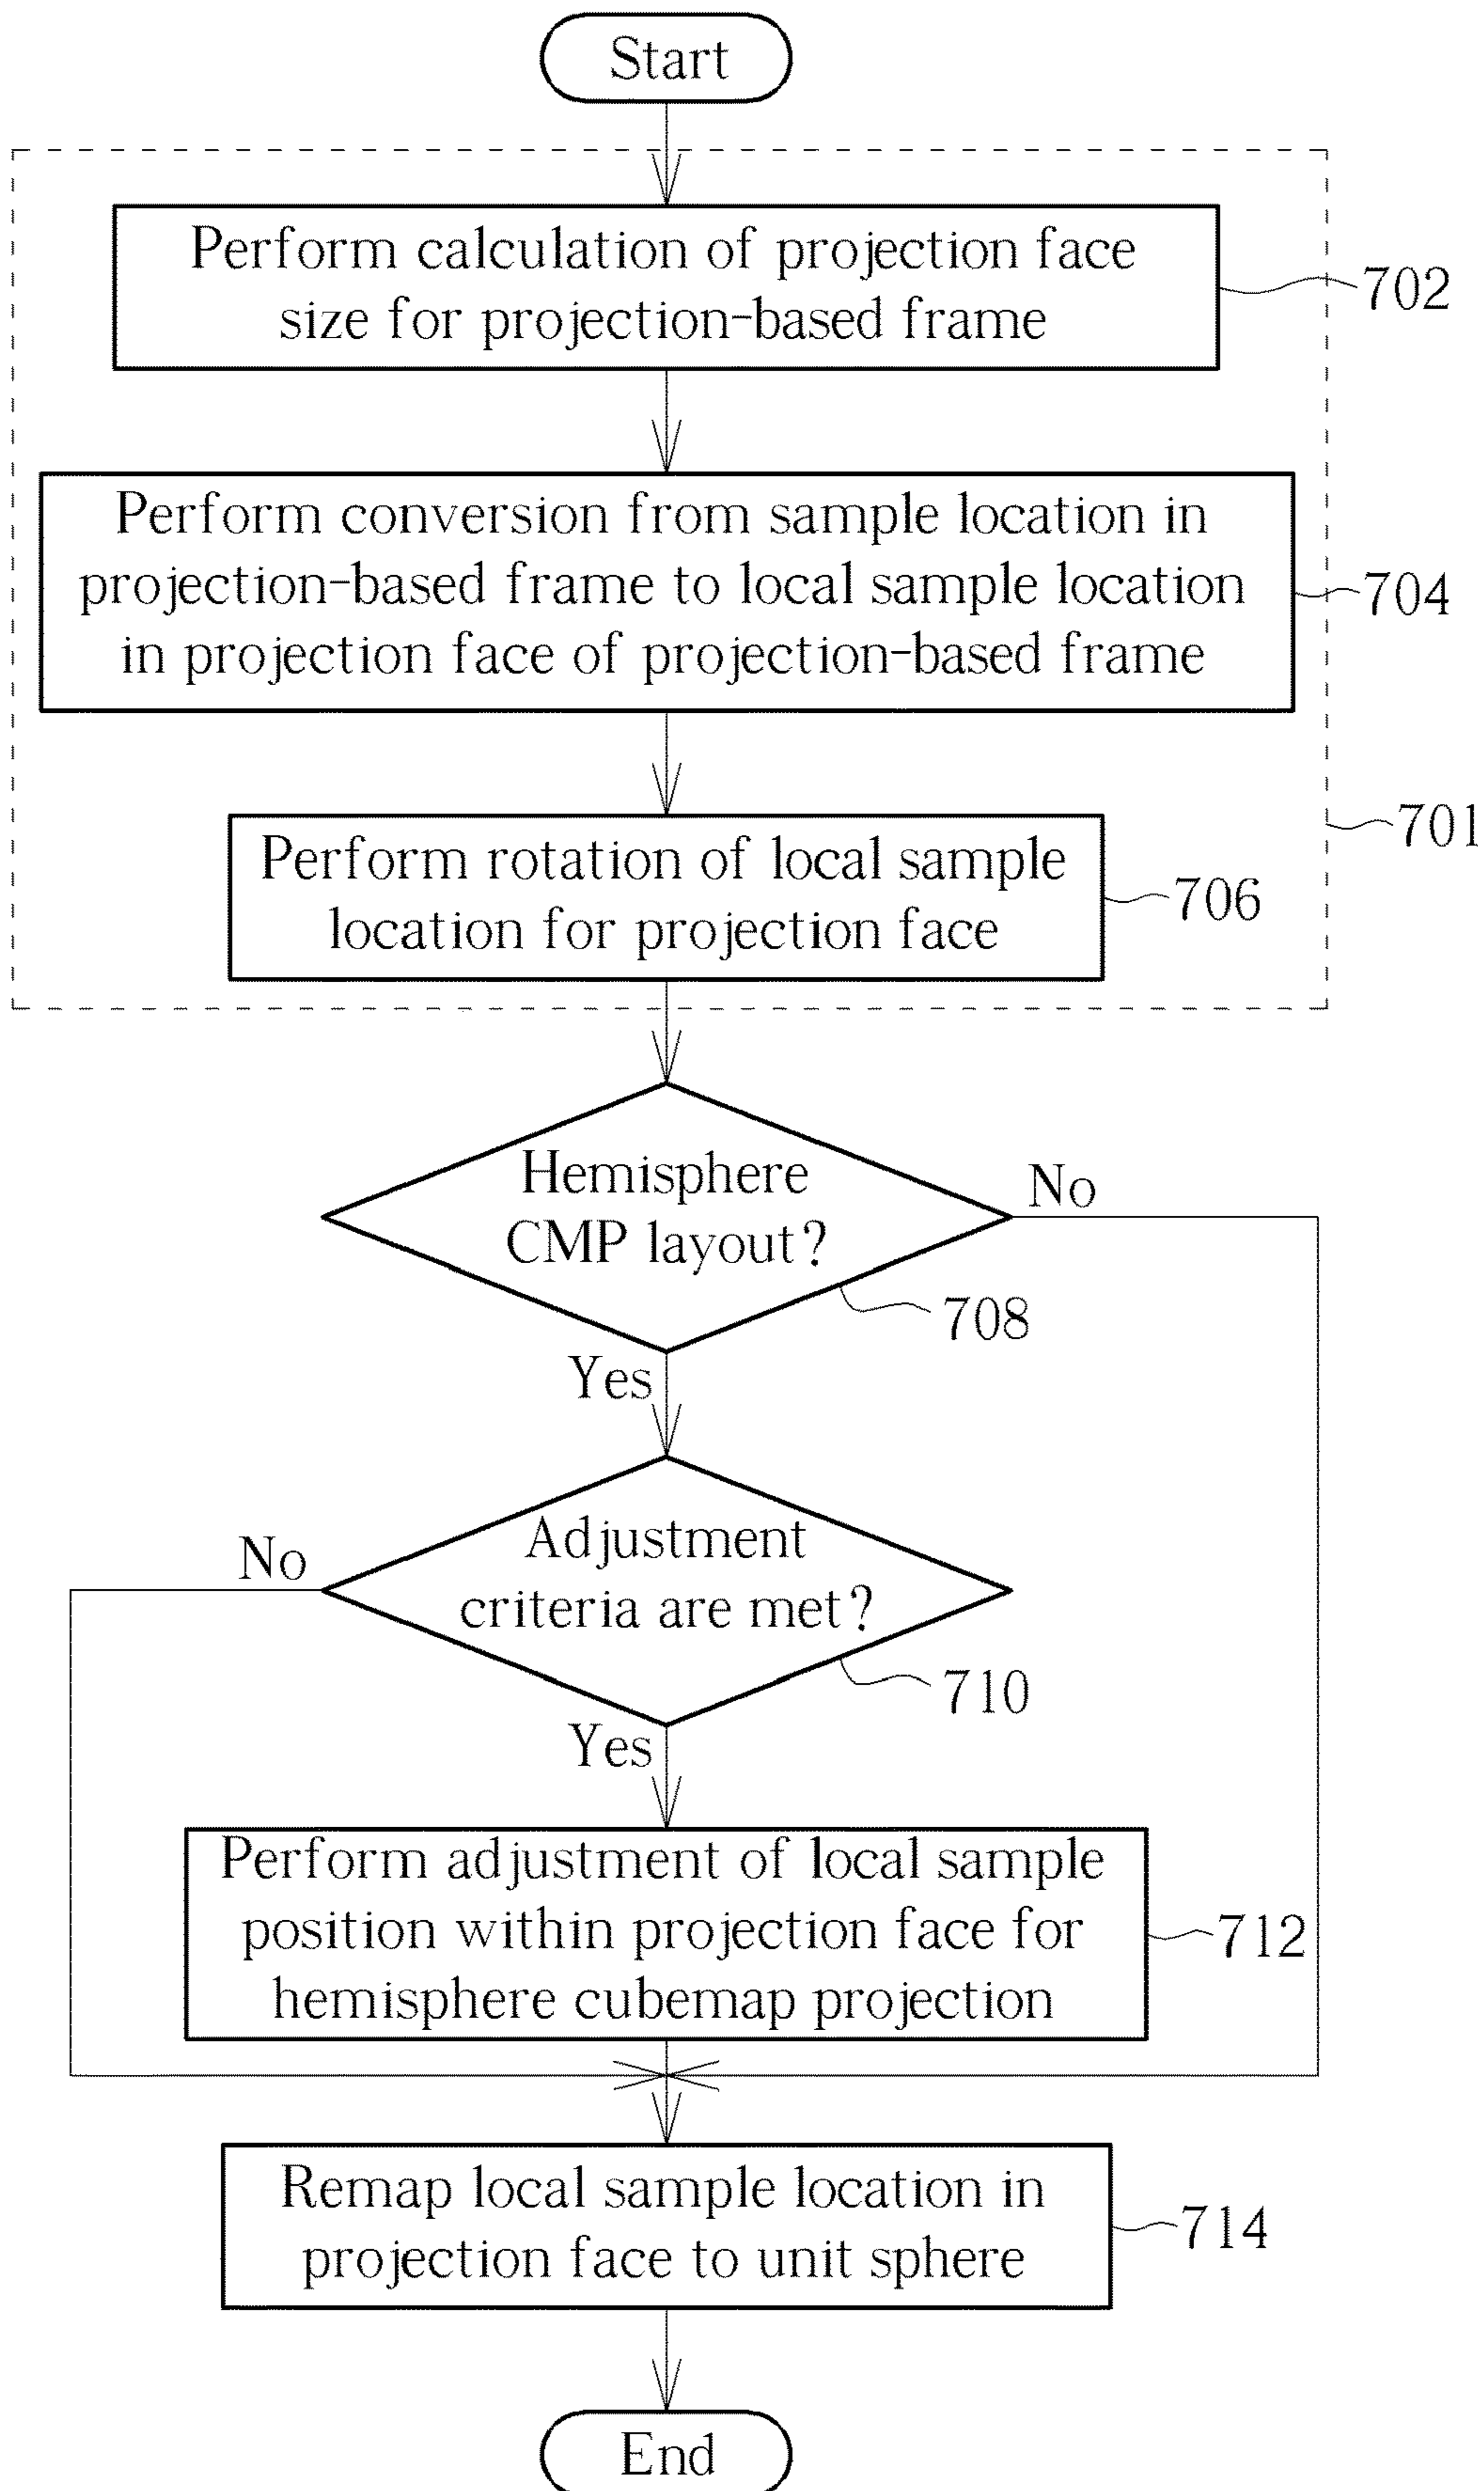 Start
Perform calculation of projection face
size for projection-based frame
702
Perform conversion from sample location in
projection-based frame to local sample location
in projection face of projection-based frame
704
701
Perform rotation of local sample
location for projection face
706
Hemisphere
CMP layout?
No
708
Yes
Adjustment
criteria are met?
No
710
Yes
Perform adjustment of local sample
position within projection face for
hemisphere cubemap projection
712
Remap local sample location in
projection face to unit sphere
714
End